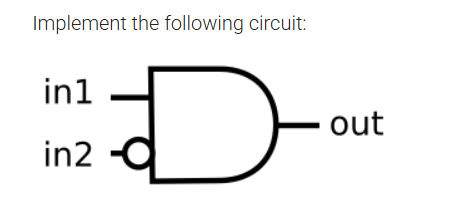 Implement the following circuit:
in1
out
in2